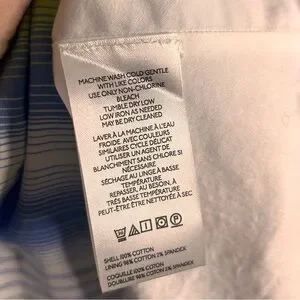 MACHINE WASH COLD GENTLE
WITH LIKE COLORS
USE ONLY NON-CHLORINE
BLEACH
TUMBLE DRY LOW
LOW IRON AS NEEDED
MAY BE DRY CLEANED
LAVER À LA MACHINE À L'EAU
FROIDE, AVEC COULEURS
SIMILAIRES CYCLE DÉLICAT
UTILISER UN AGENT DE
BLANCHIMENT SANS CHLORE SI
NÉCESSAIRE
SÉCHAGE AU LINGE À BASSE
TEMPÉRATURE
REPASSER, AU BESOIN, À
TRÈS BASSE TEMPÉRATURE
PEUT-ÊTRE NETTOYÉ À SEC
SHELL 100% COTTON
LINING 98% COTTON 2% SPANDEX
COQUILLE 100% COTON
DOUBLURE 98% COTON 2% SPANDEX